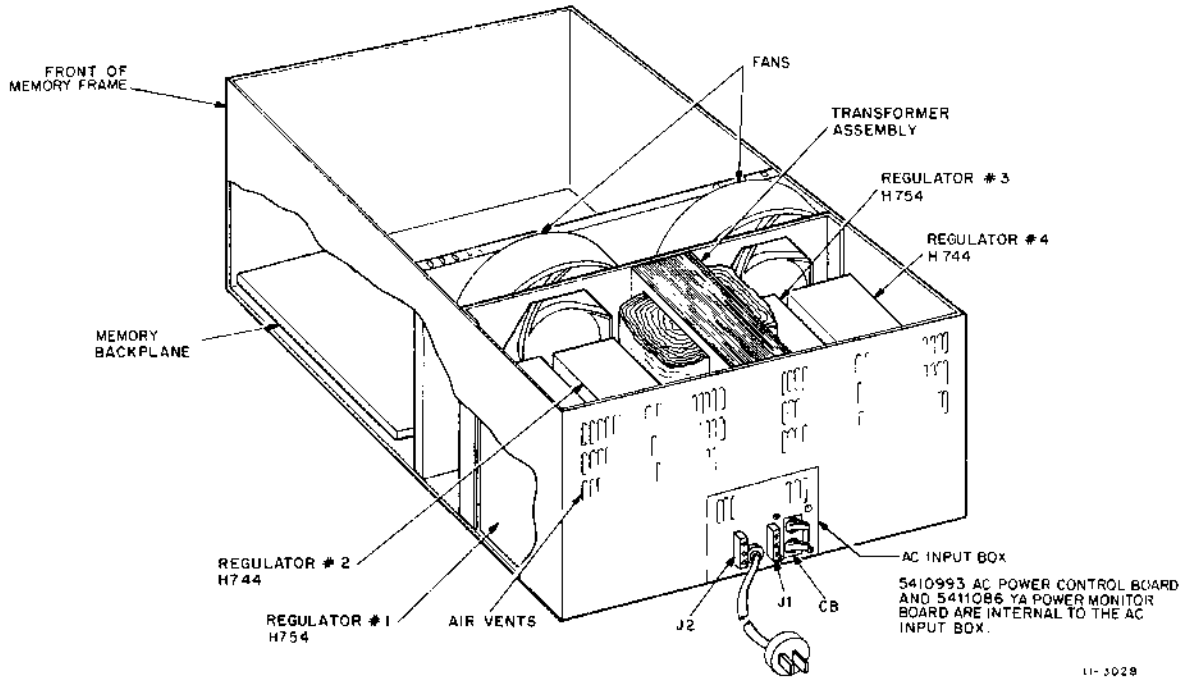 FRONT OF
MEMORY FRAME
FANS
TRANSFORMER
ASSEMBLY
REGULATOR #3
H754
REGULATOR #4
H744
MEMORY
BACKPLANE
REGULATOR #2
H744
REGULATOR #1
H754
AIR VENTS
J2
J1
CB
AC INPUT BOX
5410993 AC POWER CONTROL BOARD
AND 5411086 YA POWER MONITOR
BOARD ARE INTERNAL TO THE AC
INPUT BOX.
11-3029